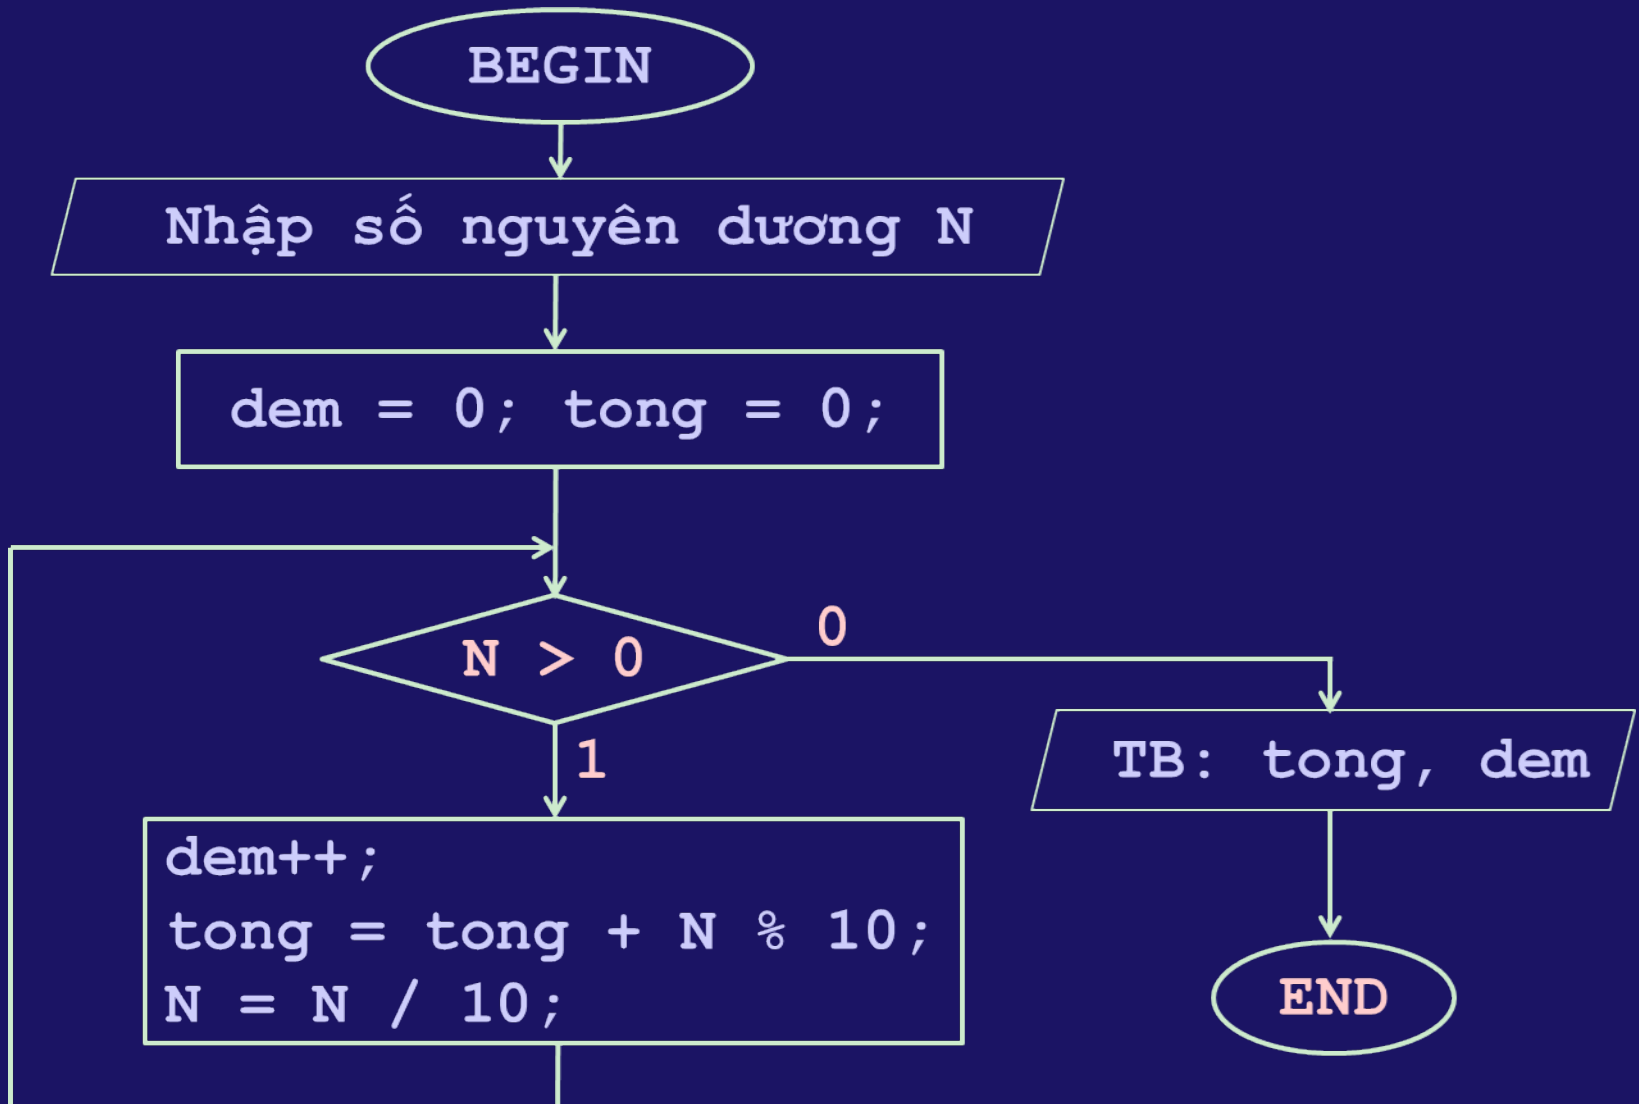 BEGIN
Nhập số nguyên dương N
dem = 0; tong = 0;
N > 0
0
1
TB: tong, dem
dem++;
tong = tong + N % 10;
N = N / 10;
END